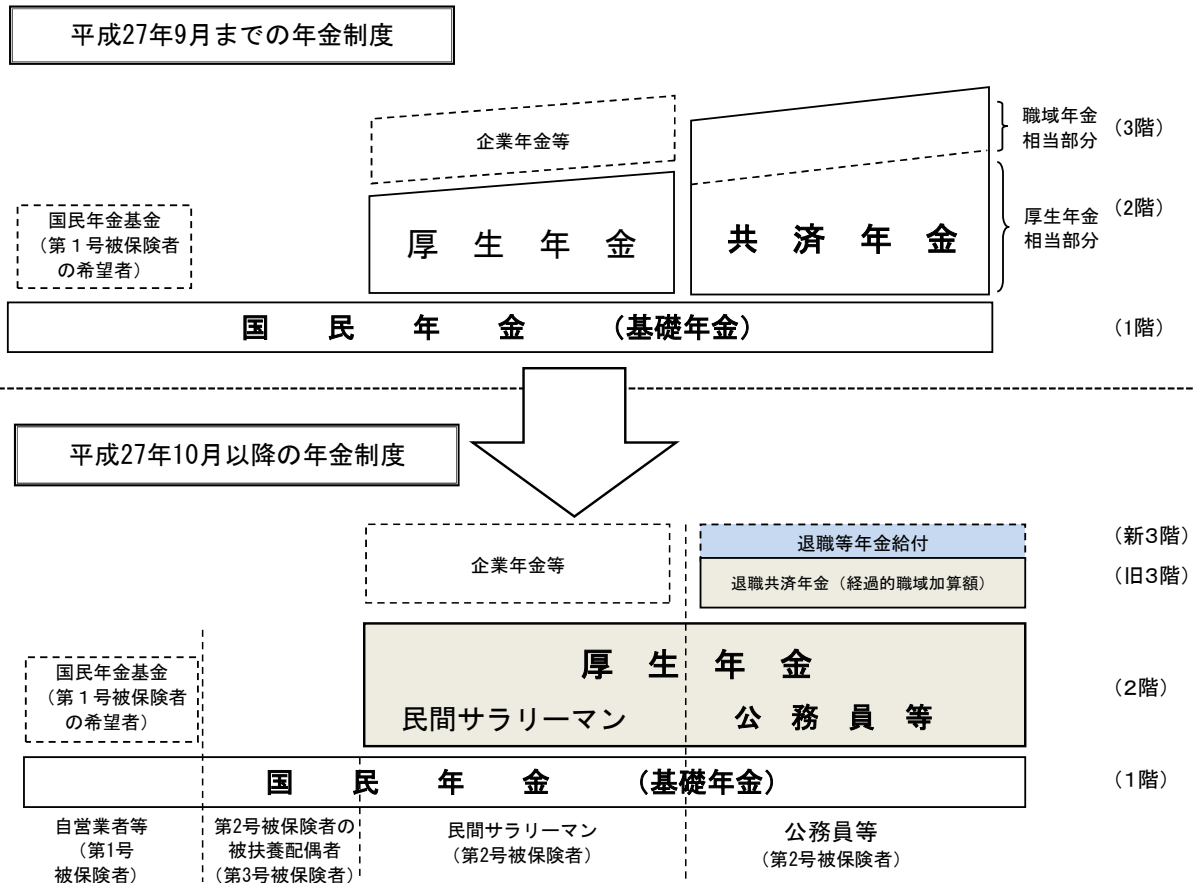 平成27年9月までの年金制度
企業年金等
職域年金
相当部分
（3階）
国民年金基金
（第１号被保険者
の希望者）
厚生年金
共済年金
厚生年金
相当部分
（2階）
国民年金（基礎年金）
（1階）
平成27年10月以降の年金制度
企業年金等
退職等年金給付
（新3階）
退職共済年金（経過的職域加算額）
（旧3階）
国民年金基金
（第１号被保険者
の希望者）
厚生年金
民間サラリーマン
公務員等
（2階）
国民年金（基礎年金）
（1階）
自営業者等
（第1号
被保険者）
第2号被保険者の
被扶養配偶者
（第3号被保険者）
民間サラリーマン
（第2号被保険者）
公務員等
（第2号被保険者）